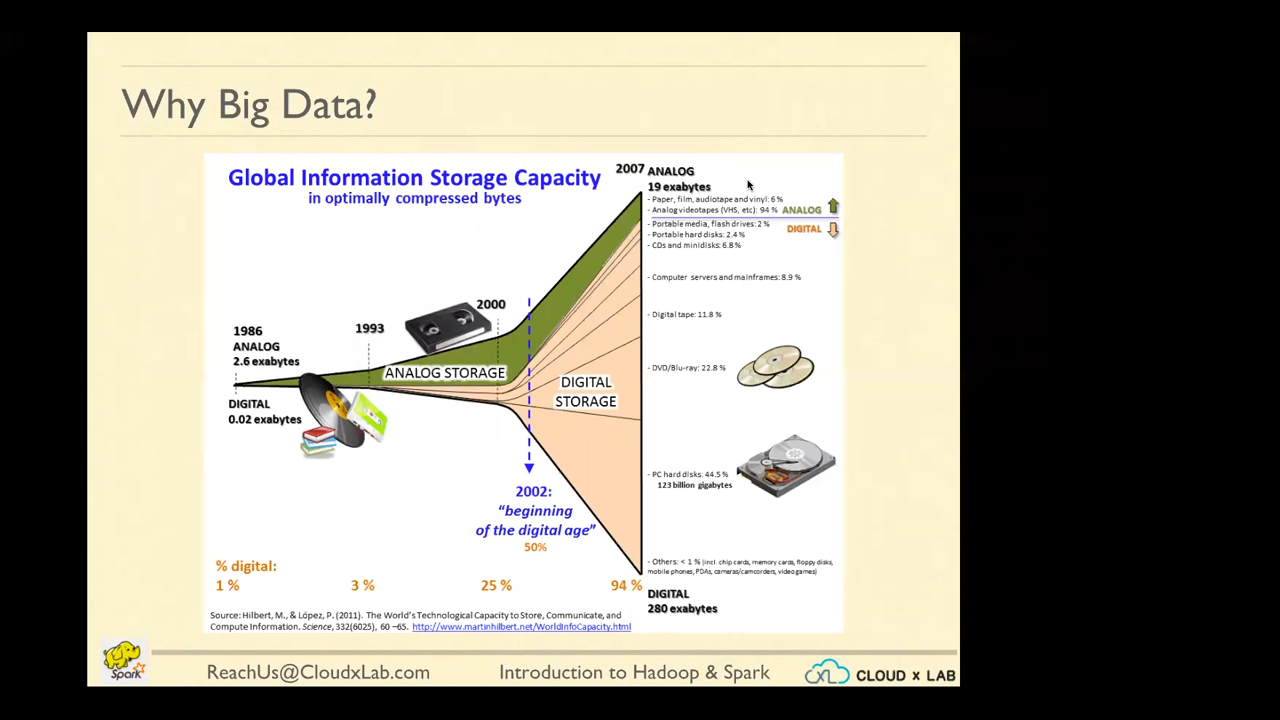 Why Big Data?
Global Information Storage Capacity
in optimally compressed bytes
2007 ANALOG
19 exabytes
- Paper, film, audiotape and vinyl: 6 %
- Analog videotapes (VHS, etc): 94 % ANALOG
- Portable media, flash drives: 2 % DIGITAL
- Portable hard disks: 2.4 %
- CDs and minidisks: 6.8 %
- Computer servers and mainframes: 8.9 %
- Digital tape: 11.8 %
- DVD/Blu-ray: 22.8 %
- PC hard disks: 44.5 %
123 billion gigabytes
- Others: < 1 % (incl. chip cards, memory cards, floppy disks,
mobile phones, PDAs, cameras/camcorders, video games)
DIGITAL
280 exabytes
2000
1993
1986
ANALOG
2.6 exabytes
DIGITAL
0.02 exabytes
ANALOG STORAGE
DIGITAL
STORAGE
2002:
"beginning
of the digital age"
50%
% digital:
1 % 3 % 25 % 94 %
Source: Hilbert, M., & López, P. (2011). The World's Technological Capacity to Store, Communicate, and
Compute Information. Science, 332(6025), 60 –65. http://www.martinhilbert.net/WorldInfoCapacity.html
Spark
ReachUs@CloudxLab.com
Introduction to Hadoop & Spark
XL CLOUD x LAB